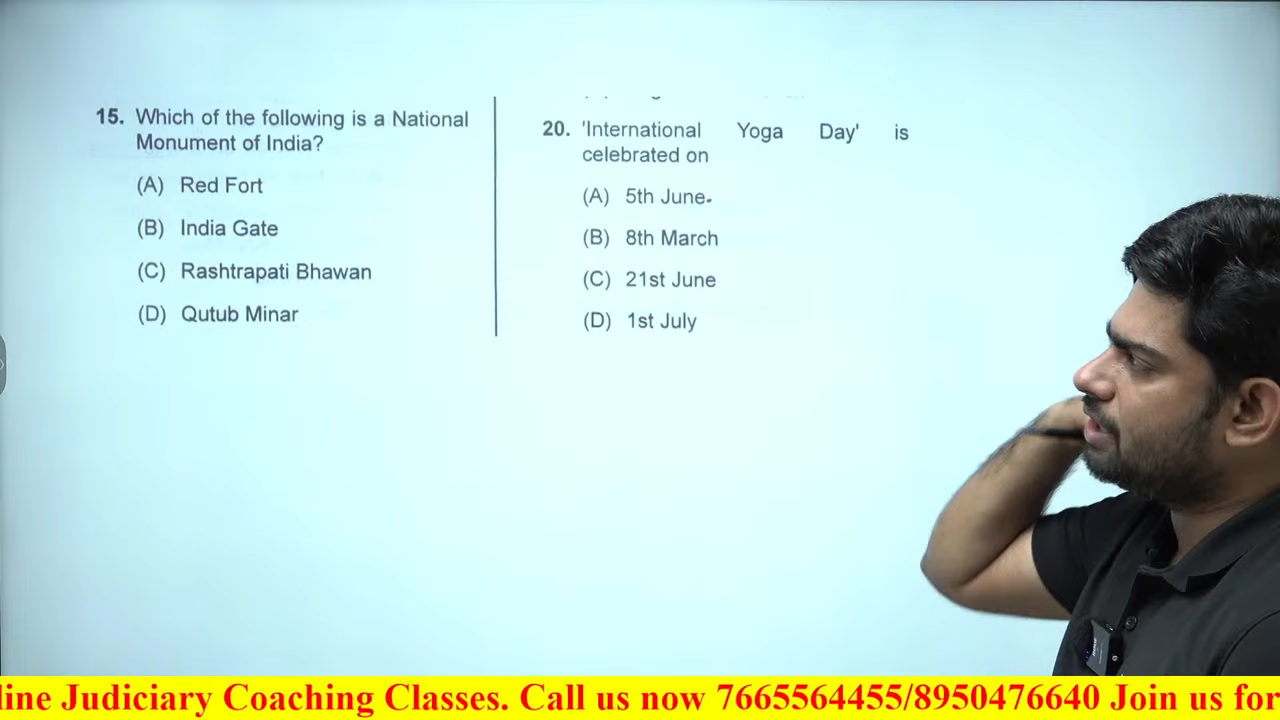 15. Which of the following is a National
Monument of India?
(A) Red Fort
(B) India Gate
(C) Rashtrapati Bhawan
(D) Qutub Minar
20. 'International Yoga Day' is
celebrated on
(A) 5th June
(B) 8th March
(C) 21st June
(D) 1st July
line Judiciary Coaching Classes. Call us now 7665564455/8950476640 Join us for